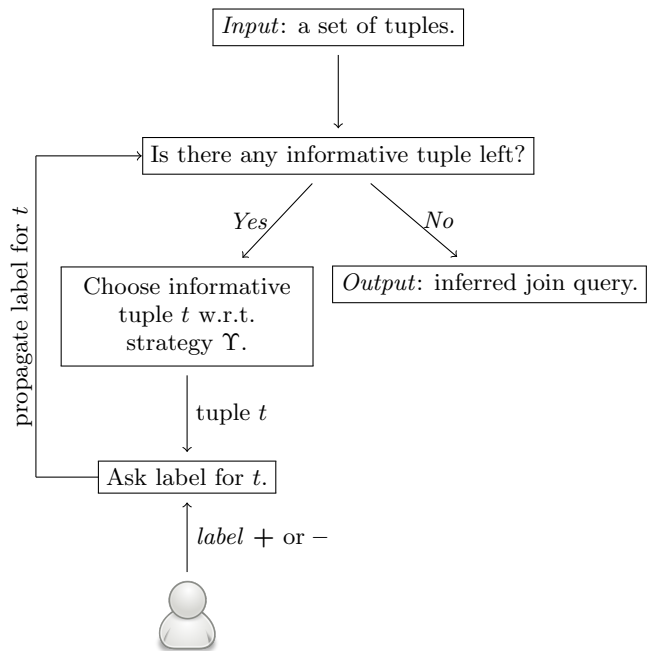 Input: a set of tuples.
Is there any informative tuple left?
Yes
No
Choose informative
tuple t w.r.t.
strategy ϒ.
Output: inferred join query.
propagate label for t
tuple t
Ask label for t.
label + or −